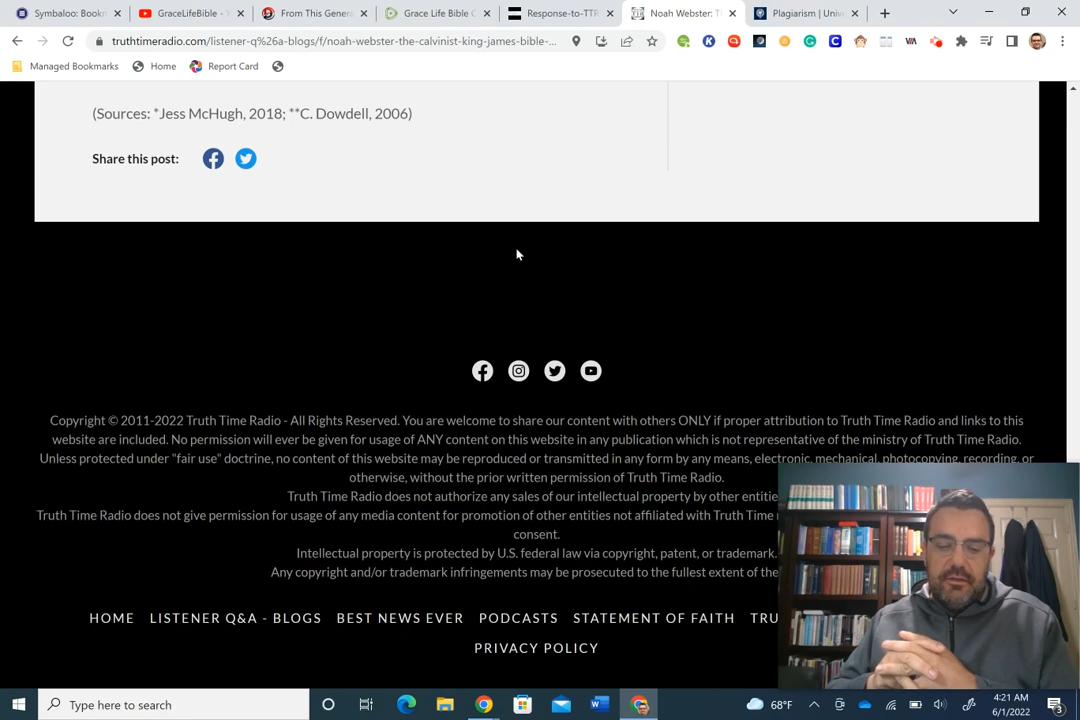 Symbaloo: Bookm
GraceLifeBible - Y
From This Genera
Grace Life Bible C
Response-to-TTR
Noah Webster: T
Plagiarism | Unive
truthtimeradio.com/listener-q%26a-blogs/f/noah-webster-the-calvinist-king-james-bible-...
Managed Bookmarks
Home
Report Card
(Sources: *Jess McHugh, 2018; **C. Dowdell, 2006)
Share this post:
Copyright © 2011-2022 Truth Time Radio - All Rights Reserved. You are welcome to share our content with others ONLY if proper attribution to Truth Time Radio and links to this
website are included. No permission will ever be given for usage of ANY content on this website in any publication which is not representative of the ministry of Truth Time Radio.
Unless protected under "fair use" doctrine, no content of this website may be reproduced or transmitted in any form by any means, electronic, mechanical, photocopying, recording, or
otherwise, without the prior written permission of Truth Time Radio.
Truth Time Radio does not authorize any sales of our intellectual property by other entitie
Truth Time Radio does not give permission for usage of any media content for promotion of other entities not affiliated with Truth Time
consent.
Intellectual property is protected by U.S. federal law via copyright, patent, or trademark.
Any copyright and/or trademark infringements may be prosecuted to the fullest extent of the
HOME LISTENER Q&A - BLOGS BEST NEWS EVER PODCASTS STATEMENT OF FAITH TRU
PRIVACY POLICY
Type here to search
68°F
4:21 AM
6/1/2022